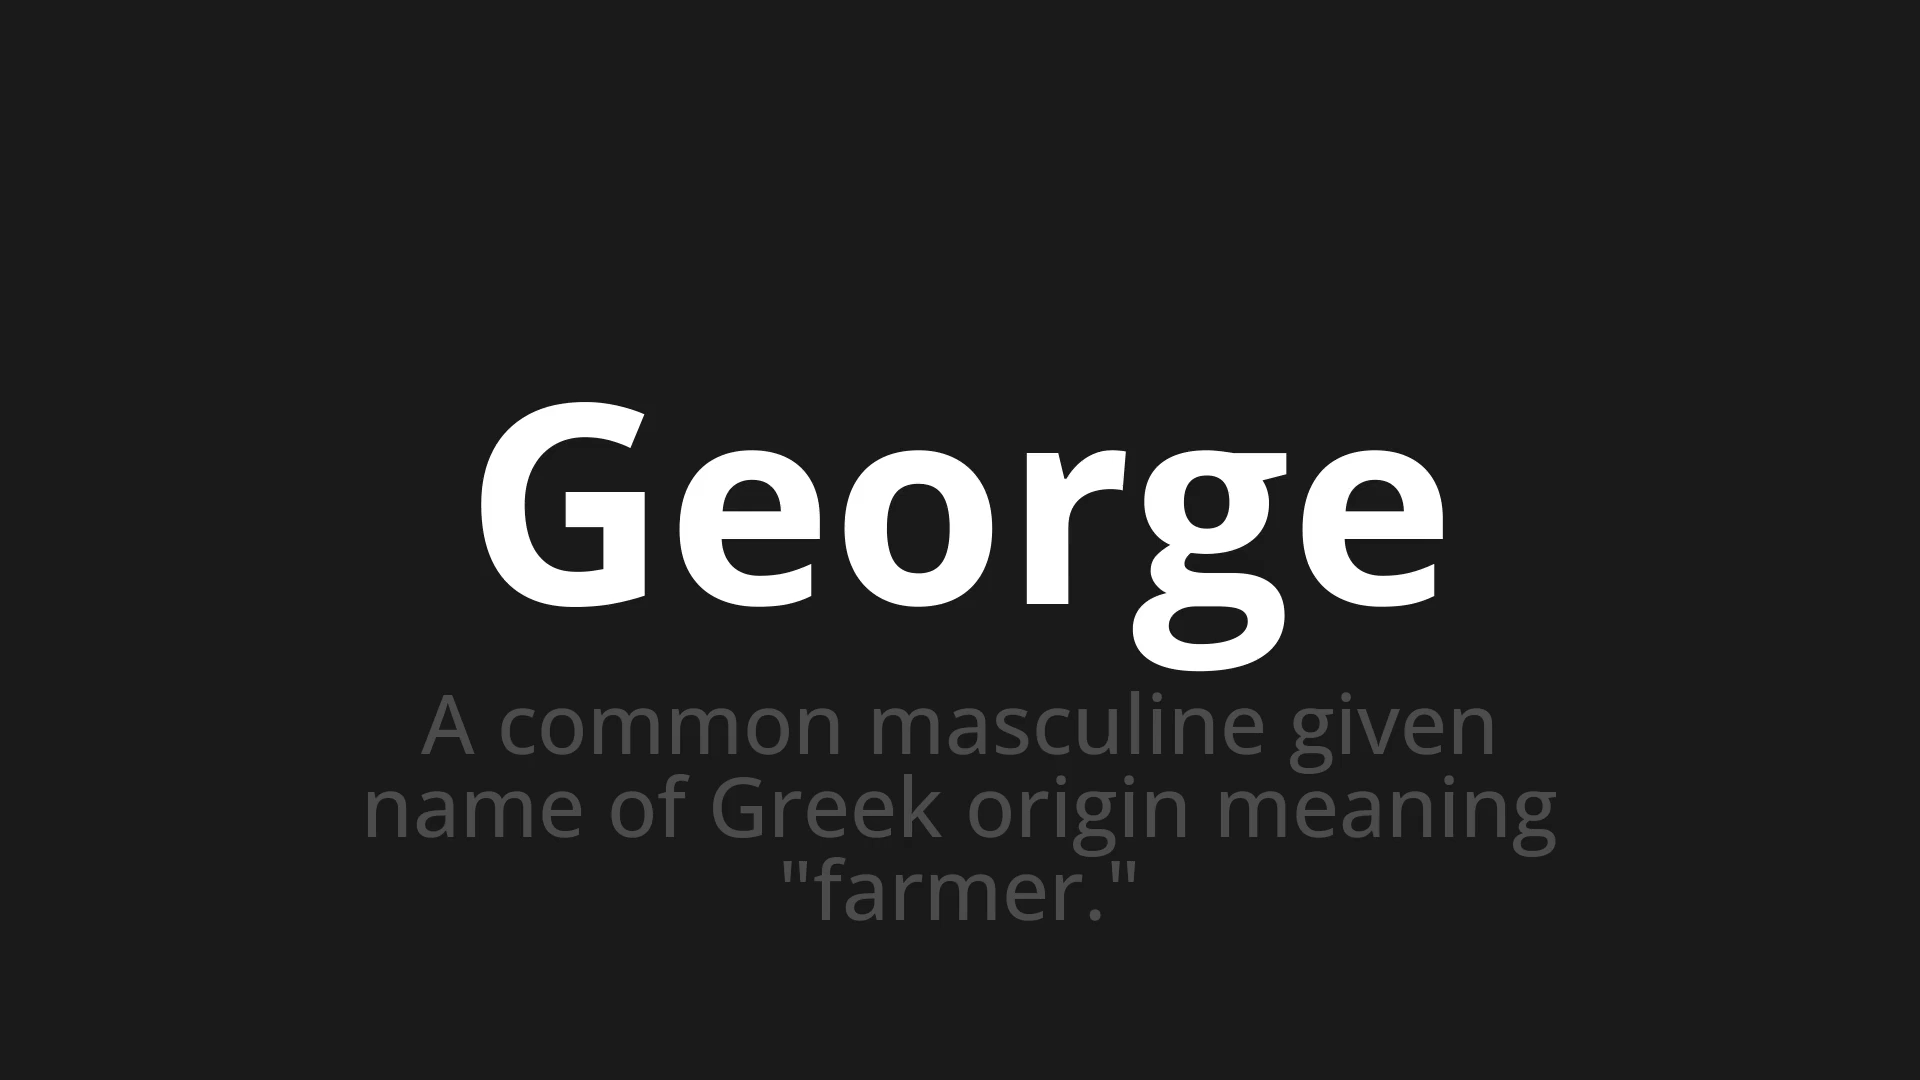 George
A common masculine given
name of Greek origin meaning
"farmer."